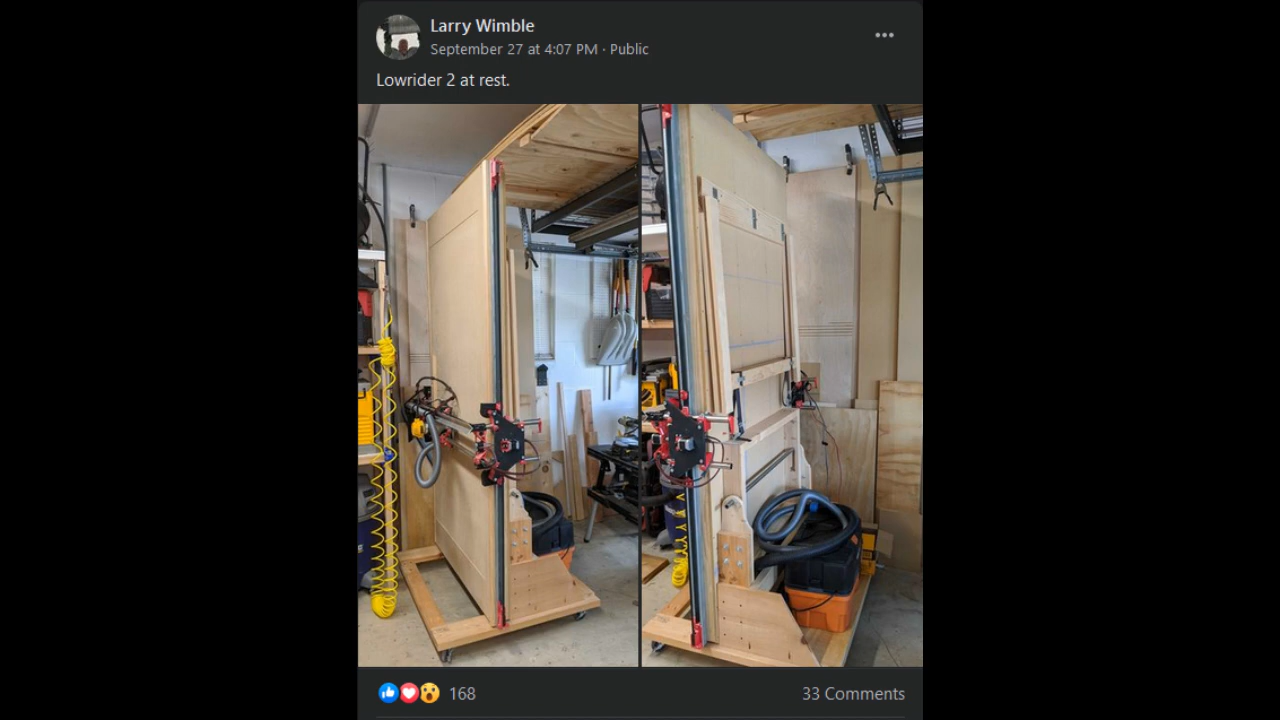 Larry Wimble
September 27 at 4:07 PM · Public
Lowrider 2 at rest.
168
33 Comments